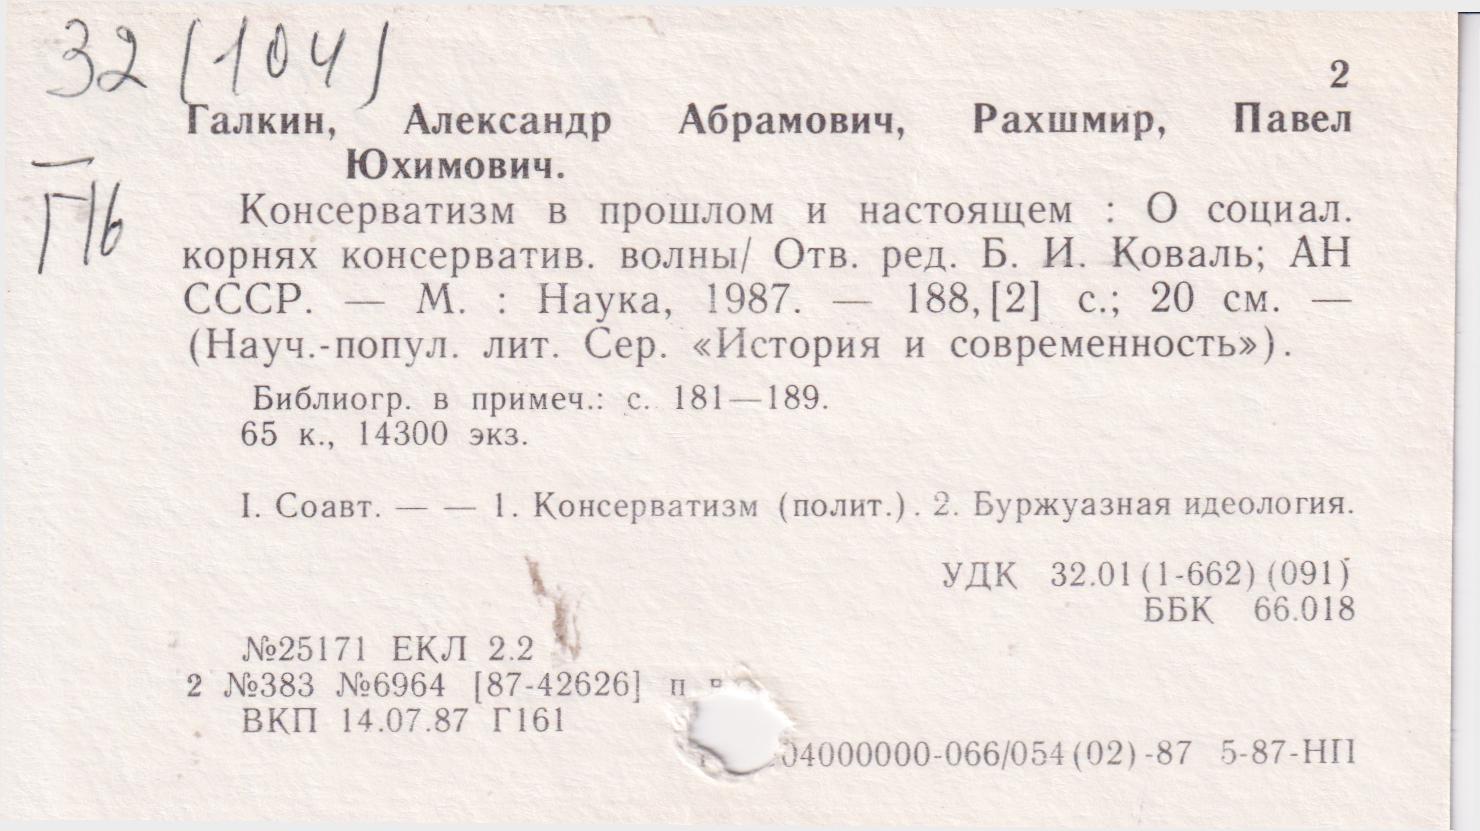 32 (104)
2
Галкин, Александр Абрамович, Рахшмир, Павел
Юхимович.
Г16
Консерватизм в прошлом и настоящем : О социал.
корнях консерватив. волны/ Отв. ред. Б. И. Коваль; АН
СССР. — М. : Наука, 1987. — 188,[2] с.; 20 см. —
(Науч.-попул. лит. Сер. «История и современность»).
Библиогр. в примеч.: с. 181—189.
65 к., 14300 экз.
I. Соавт. — — 1. Консерватизм (полит.). 2. Буржуазная идеология.
УДК 32.01(1-662)(091)
ББК 66.018
№25171 ЕКЛ 2.2
2 №383 №6964 [87-42626] п
ВКП 14.07.87 Г161
04000000-066/054(02)-87 5-87-НП